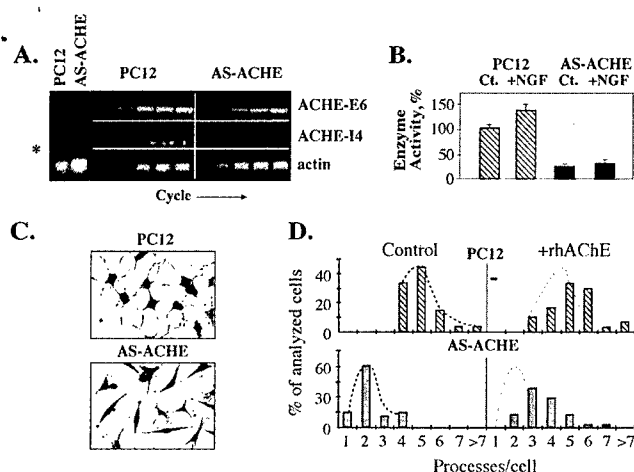 A.
PC12
AS-ACHE
PC12
AS-ACHE
ACHE-E6
ACHE-I4
actin
*
Cycle
B.
PC12
AS-ACHE
Ct. +NGF
Ct. +NGF
Enzyme
Activity, %
150
100
50
0
C.
PC12
AS-ACHE
D.
PC12
Control
+rhAChE
40
20
0
AS-ACHE
80
40
0
% of analyzed cells
1 2 3 4 5 6 7 >7
1 2 3 4 5 6 7 >7
Processes/cell